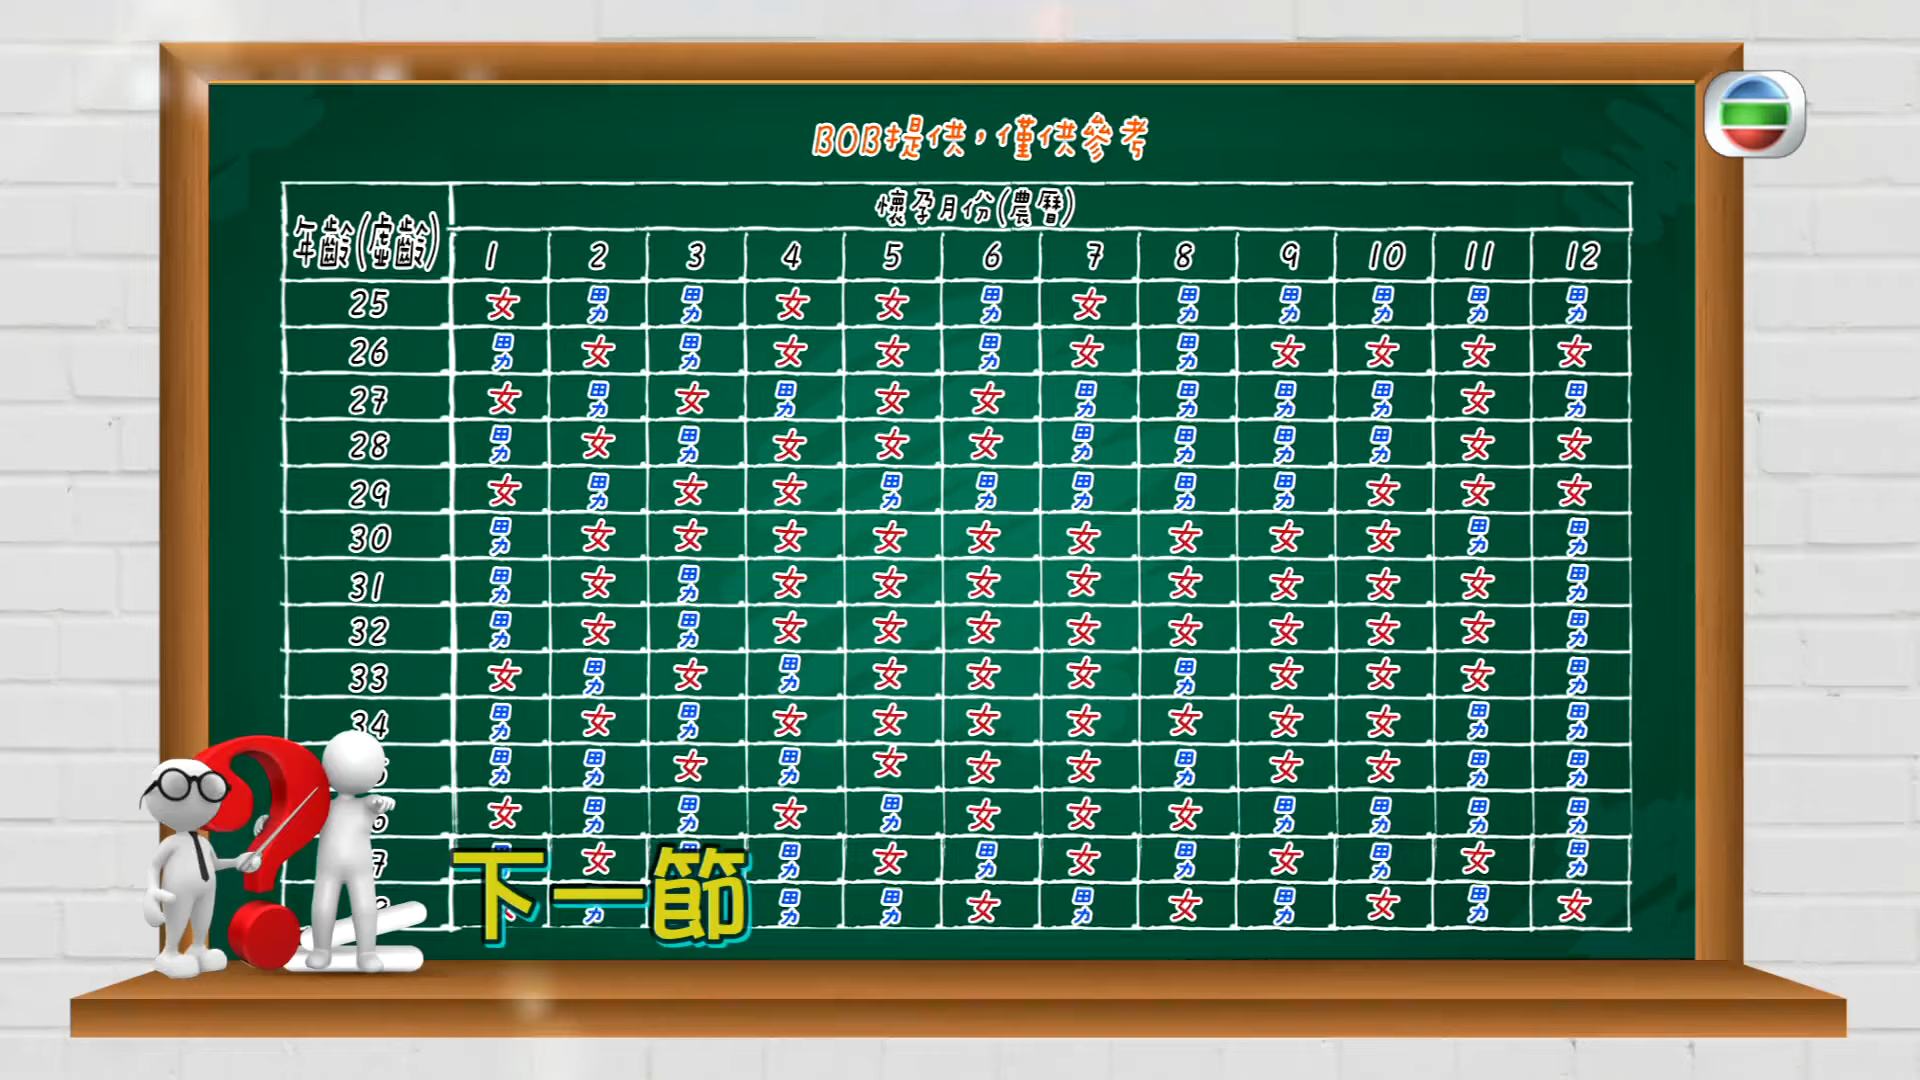 BOB提供，僅供參考
年齡(虛齡) 懷孕月份(農曆)
1 2 3 4 5 6 7 8 9 10 11 12
25 女 男 男 女 女 男 女 男 男 男 男 男
26 男 女 男 女 女 男 女 男 女 女 女 女
27 女 男 女 男 女 女 男 男 男 男 女 男
28 男 女 男 女 女 女 男 男 男 男 女 女
29 女 男 女 女 男 男 男 男 男 女 女 女
30 男 女 女 女 女 女 女 女 女 女 男 男
31 男 女 男 女 女 女 女 女 女 女 女 男
32 男 女 男 女 女 女 女 女 女 女 女 男
33 女 男 女 男 女 女 女 男 女 女 女 男
34 男 女 男 女 女 女 女 女 女 女 男 男
男 男 女 男 女 女 女 男 女 女 男 男
6 女 男 男 女 男 女 女 女 男 男 男 男
7 女 男 女 男 女 男 女 男 女 男
男 男 女 男 女 男 女 男 女
下一節